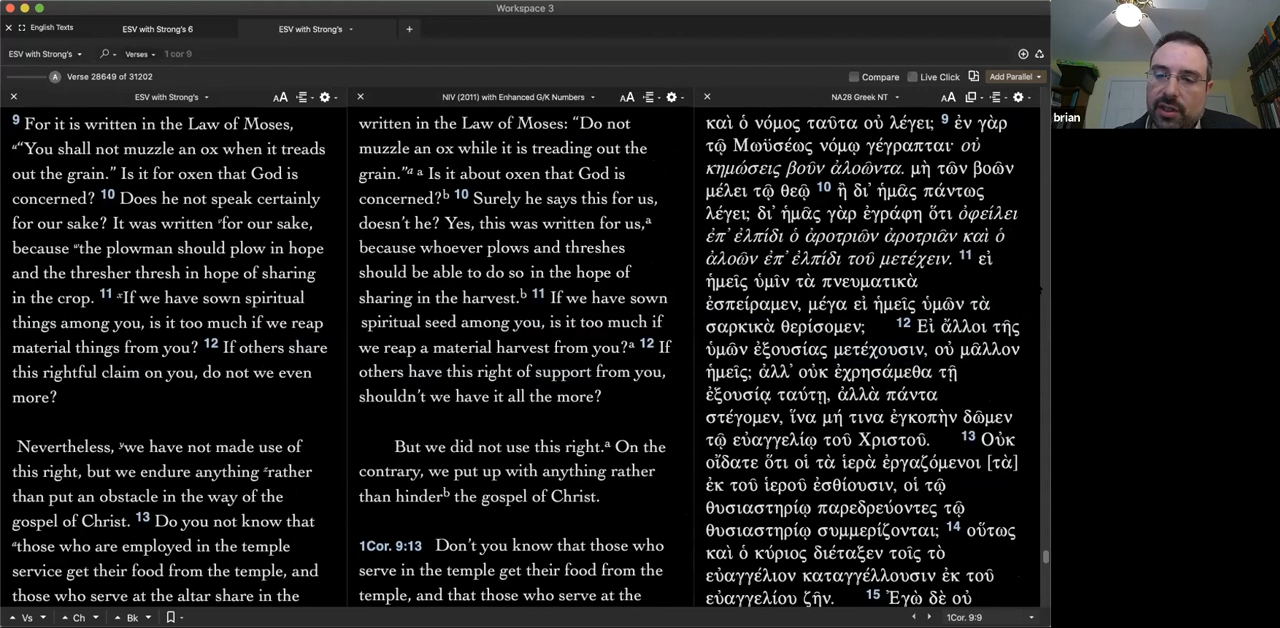 Workspace 3
English Texts
ESV with Strong's 6
ESV with Strong's
+
ESV with Strong's
Verses
1 cor 9
A Verse 28649 of 31202
Compare
Live Click
Add Parallel
ESV with Strong's
AA
9 For it is written in the Law of Moses,
“You shall not muzzle an ox when it treads
out the grain.” Is it for oxen that God is
concerned? 10 Does he not speak certainly
for our sake? It was written for our sake,
because the plowman should plow in hope
and the thresher thresh in hope of sharing
in the crop. 11 xIf we have sown spiritual
things among you, is it too much if we reap
material things from you? 12 If others share
this rightful claim on you, do not we even
more?
Nevertheless, ywe have not made use of
this right, but we endure anything zrather
than put an obstacle in the way of the
gospel of Christ. 13 Do you not know that
those who are employed in the temple
service get their food from the temple, and
those who serve at the altar share in the
NIV (2011) with Enhanced G/K Numbers
AA
written in the Law of Moses: “Do not
muzzle an ox while it is treading out the
grain.”a a Is it about oxen that God is
concerned?b 10 Surely he says this for us,
doesn’t he? Yes, this was written for us,a
because whoever plows and threshes
should be able to do so in the hope of
sharing in the harvest.b 11 If we have sown
spiritual seed among you, is it too much if
we reap a material harvest from you?a 12 If
others have this right of support from you,
shouldn’t we have it all the more?
But we did not use this right.a On the
contrary, we put up with anything rather
than hinderb the gospel of Christ.
1Cor. 9:13 Don’t you know that those who
serve in the temple get their food from the
temple, and that those who serve at the
NA28 Greek NT
AA
καὶ ὁ νόμος ταῦτα οὐ λέγει; 9 ἐν γὰρ
τῷ Μωϋσέως νόμῳ γέγραπται· οὐ
κημώσεις βοῦν ἀλοῶντα. μὴ τῶν βοῶν
μέλει τῷ θεῷ 10 ἢ δι’ ἡμᾶς πάντως
λέγει; δι’ ἡμᾶς γὰρ ἐγράφη ὅτι ὀφείλει
ἐπ’ ἐλπίδι ὁ ἀροτριῶν ἀροτριᾶν καὶ ὁ
ἀλοῶν ἐπ’ ἐλπίδι τοῦ μετέχειν. 11 εἰ
ἡμεῖς ὑμῖν τὰ πνευματικὰ
ἐσπείραμεν, μέγα εἰ ἡμεῖς ὑμῶν τὰ
σαρκικὰ θερίσομεν; 12 Εἰ ἄλλοι τῆς
ὑμῶν ἐξουσίας μετέχουσιν, οὐ μᾶλλον
ἡμεῖς; ἀλλ’ οὐκ ἐχρησάμεθα τῇ
ἐξουσίᾳ ταύτῃ, ἀλλὰ πάντα
στέγομεν, ἵνα μή τινα ἐγκοπὴν δῶμεν
τῷ εὐαγγελίῳ τοῦ Χριστοῦ. 13 Οὐκ
οἴδατε ὅτι οἱ τὰ ἱερὰ ἐργαζόμενοι [τὰ]
ἐκ τοῦ ἱεροῦ ἐσθίουσιν, οἱ τῷ
θυσιαστηρίῳ παρεδρεύοντες τῷ
θυσιαστηρίῳ συμμερίζονται; 14 οὕτως
καὶ ὁ κύριος διέταξεν τοῖς τὸ
εὐαγγέλιον καταγγέλλουσιν ἐκ τοῦ
εὐαγγελίου ζῆν. 15 Ἐγὼ δὲ οὐ
Vs
Ch
Bk
1Cor. 9:9
brian